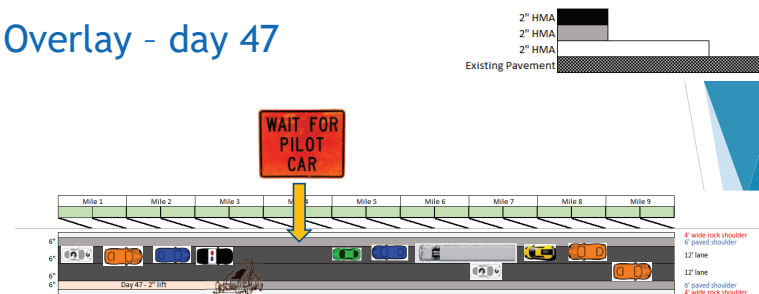 Overlay – day 47
2" HMA
2" HMA
2" HMA
Existing Pavement
WAIT FOR
PILOT
CAR
Mile 1 Mile 2 Mile 3 Mile 5 Mile 6 Mile 7 Mile 8 Mile 9
4' wide rock shoulder
6" 6' paved shoulder
6" 12' lane
6" 12' lane
6" Day 47 - 2" lift 6' paved shoulder
4' wide rock shoulder